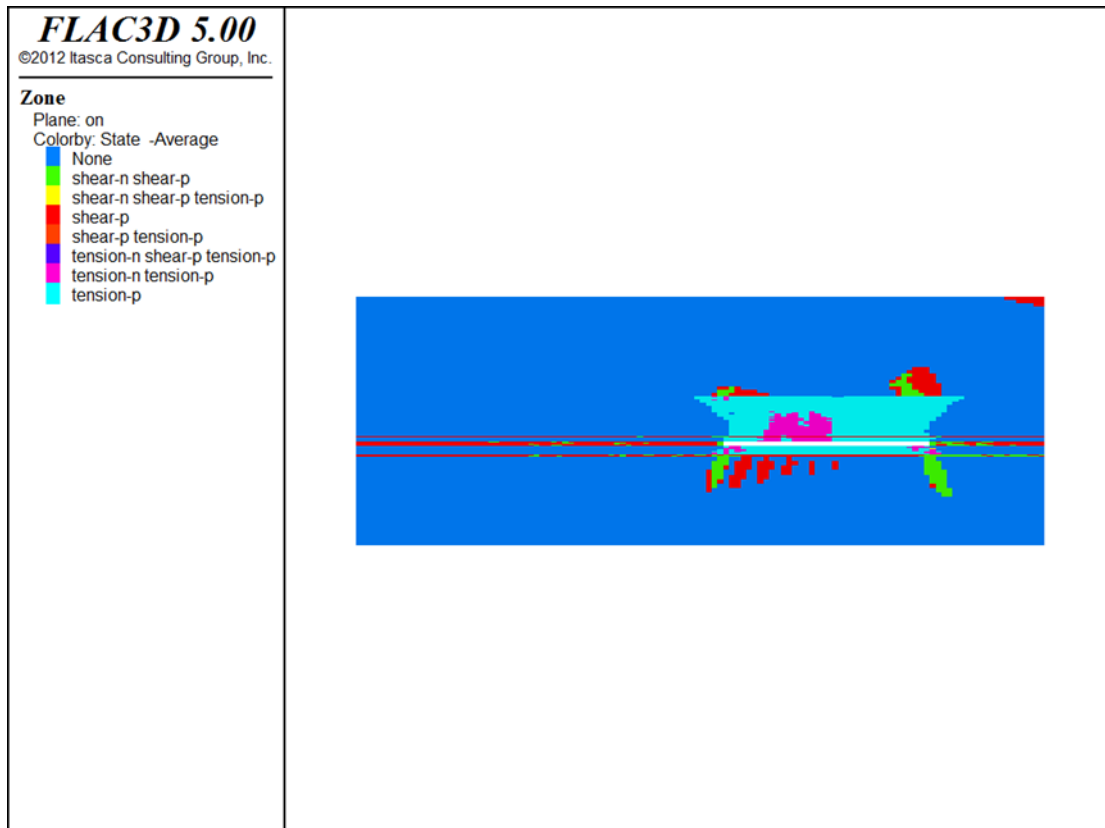 FLAC3D 5.00
©2012 Itasca Consulting Group, Inc.
Zone
Plane: on
Colorby: State -Average
None
shear-n shear-p
shear-n shear-p tension-p
shear-p
shear-p tension-p
tension-n shear-p tension-p
tension-n tension-p
tension-p